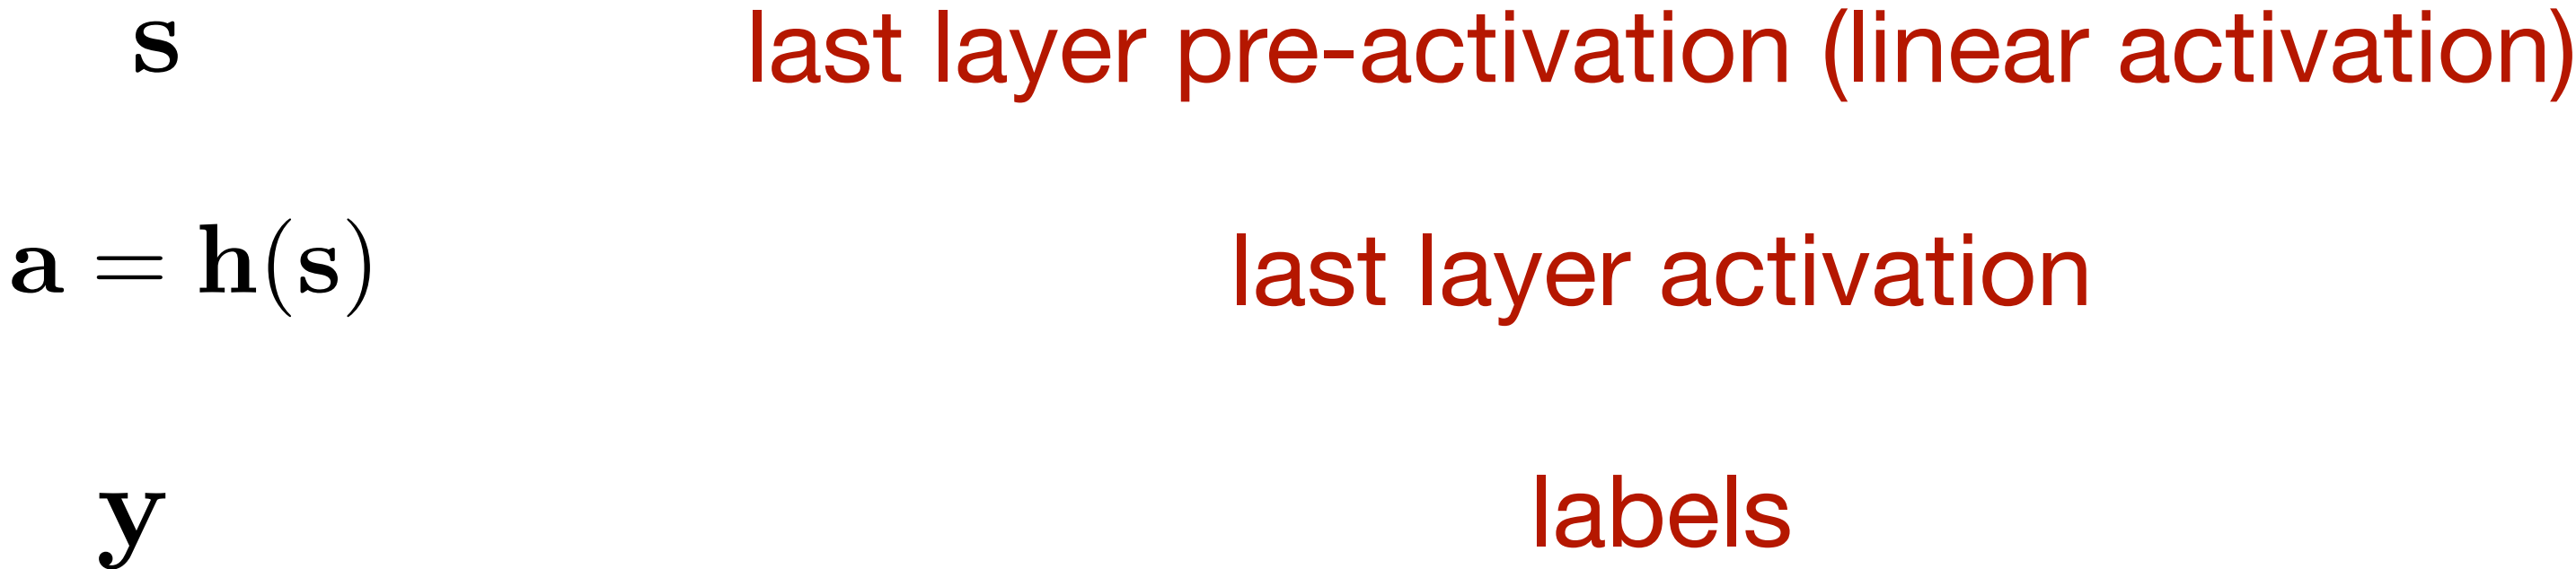 s last layer pre-activation (linear activation)
a = h(s) last layer activation
y labels